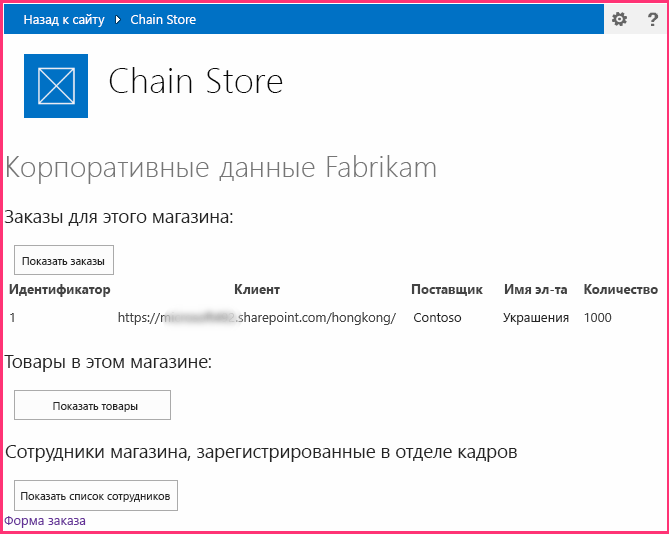 Назад к сайту Chain Store ?
Chain Store
Корпоративные данные Fabrikam
Заказы для этого магазина:
Показать заказы
Идентификатор Клиент Поставщик Имя эл-та Количество
1 https://m .sharepoint.com/hongkong/ Contoso Украшения 1000
Товары в этом магазине:
Показать товары
Сотрудники магазина, зарегистрированные в отделе кадров
Показать список сотрудников
Форма заказа